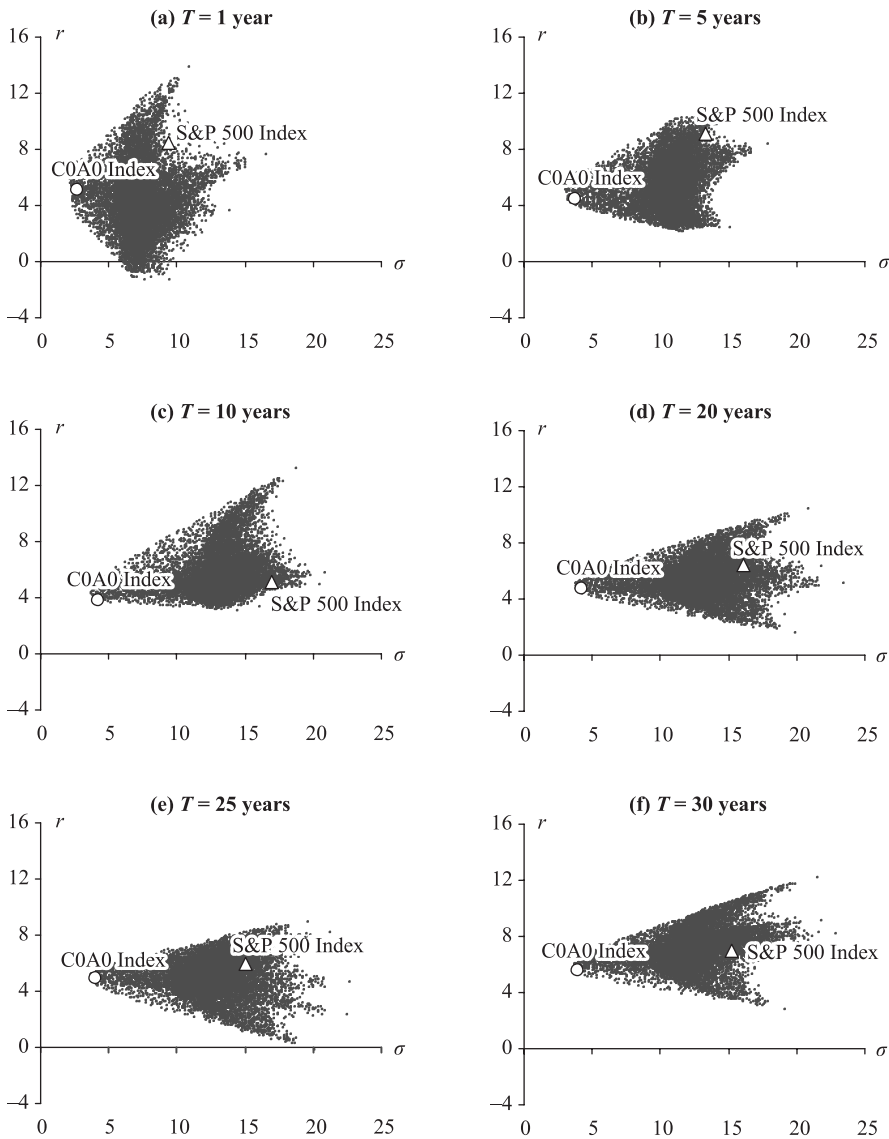 (a) T = 1 year
16
r
12
S&P 500 Index
8
C0A0 Index
4
0
σ
–4
0 5 10 15 20 25
(b) T = 5 years
16
r
12
S&P 500 Index
8
C0A0 Index
4
0
σ
–4
0 5 10 15 20 25
(c) T = 10 years
16
r
12
8
C0A0 Index
4
S&P 500 Index
0
σ
–4
0 5 10 15 20 25
(d) T = 20 years
16
r
12
8
S&P 500 Index
C0A0 Index
4
0
σ
–4
0 5 10 15 20 25
(e) T = 25 years
16
r
12
8
S&P 500 Index
C0A0 Index
4
0
σ
–4
0 5 10 15 20 25
(f) T = 30 years
16
r
12
8
C0A0 Index
S&P 500 Index
4
0
σ
–4
0 5 10 15 20 25